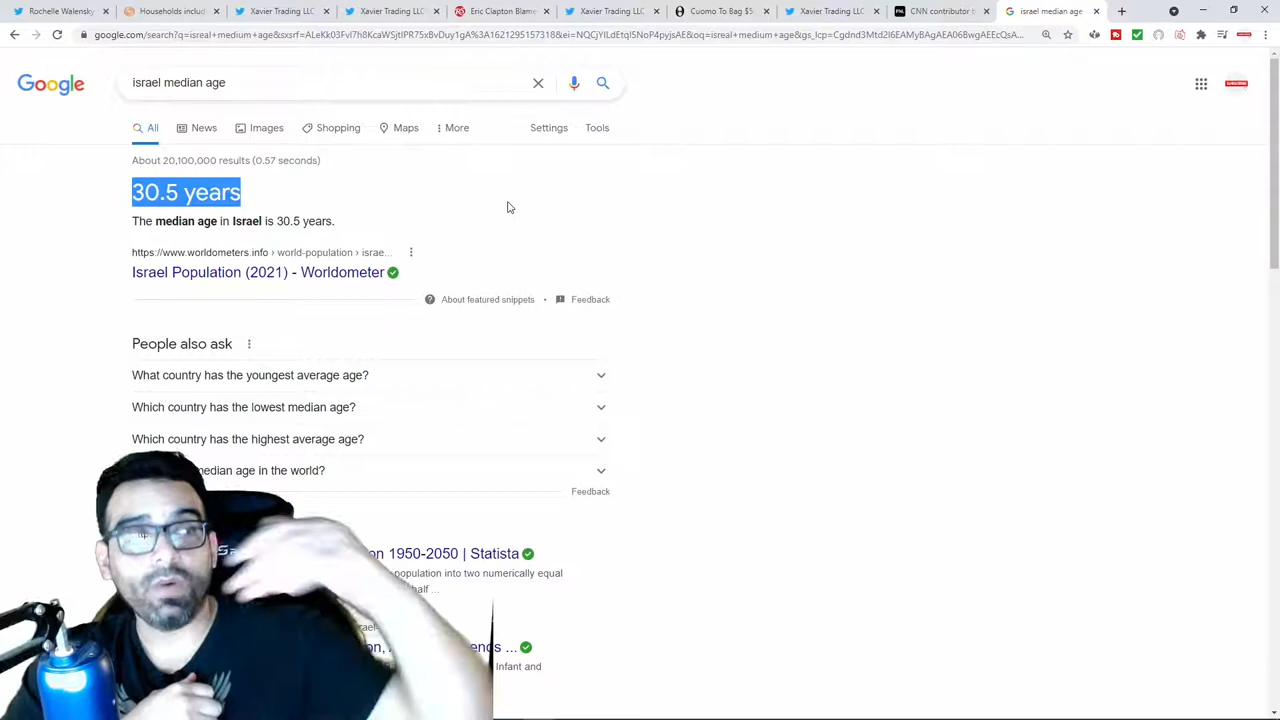 Rochelle Walensky
Households includ
Xavier Trading LLC
Xavier Trading LLC
Eric Clapton Blame
Xavier Trading LLC
Cuomo To Bag $5
Xavier Trading LLC
CNN contributor t
israel median age
google.com/search?q=isreal+medium+age&sxsrf=
israel median age
Google
All
News
Images
Shopping
Maps
More
Settings
Tools
About 20,100,000 results (0.57 seconds)
30.5 years
The median age in Israel is 30.5 years.
https://www.worldometers.info › world-population › israe...
Israel Population (2021) - Worldometer
About featured snippets
Feedback
People also ask
What country has the youngest average age?
Which country has the lowest median age?
Which country has the highest average age?
median age in the world?
Feedback
on 1950-2050 | Statista
population into two numerically equal
half ...
ends ...
Infant and